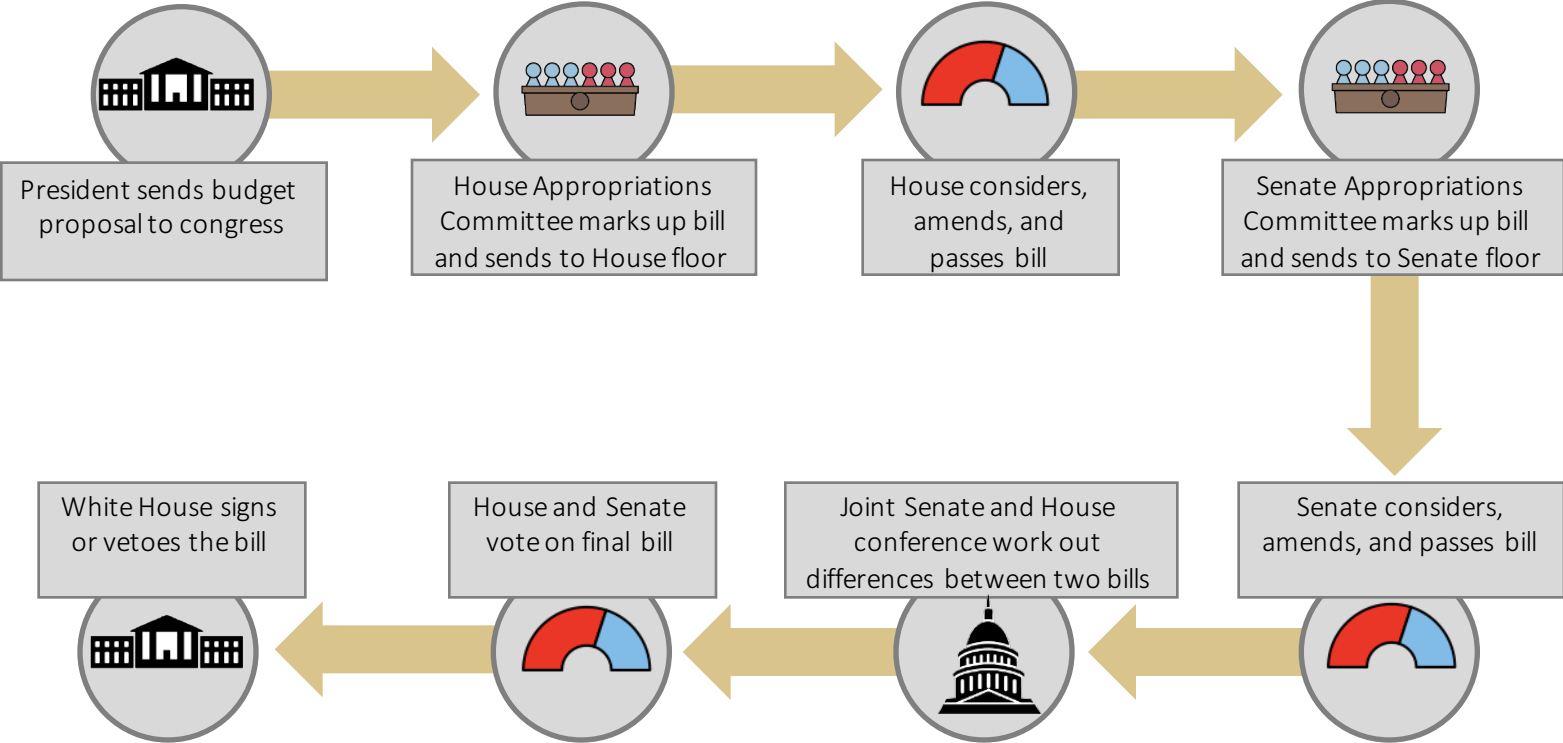 President sends budget
proposal to congress
House Appropriations
Committee marks up bill
and sends to House floor
House considers,
amends, and
passes bill
Senate Appropriations
Committee marks up bill
and sends to Senate floor
Senate considers,
amends, and passes bill
Joint Senate and House
conference work out
differences between two bills
House and Senate
vote on final bill
White House signs
or vetoes the bill